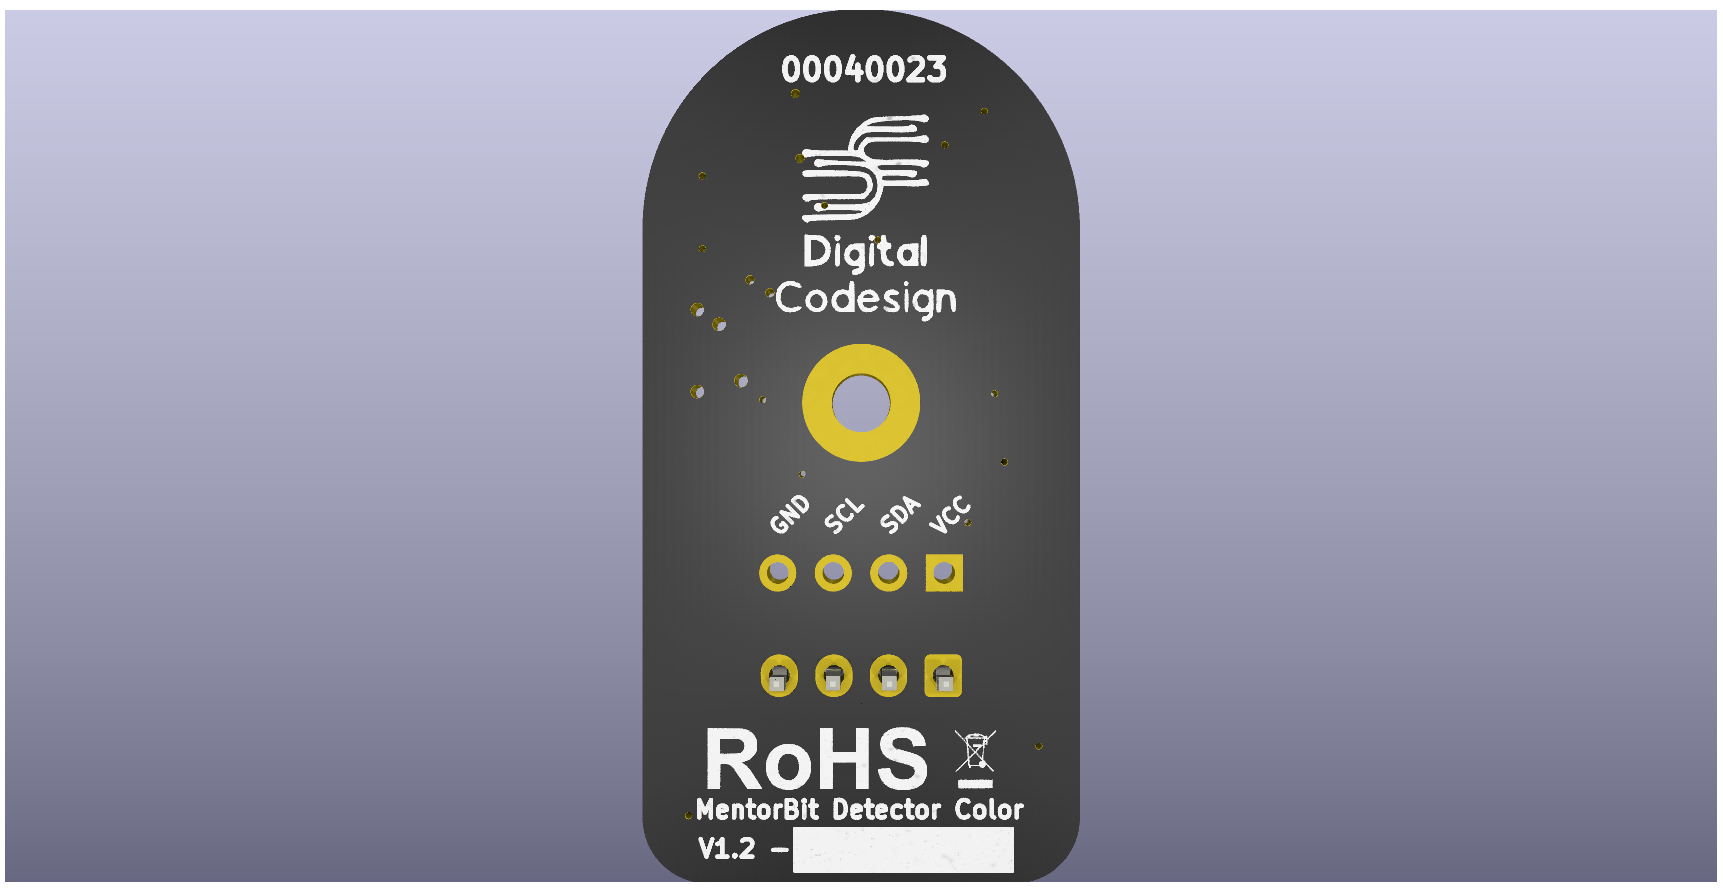 00040023
Digital
Codesign
GND SCL SDA VCC
RoHS
MentorBit Detector Color
V1.2 -